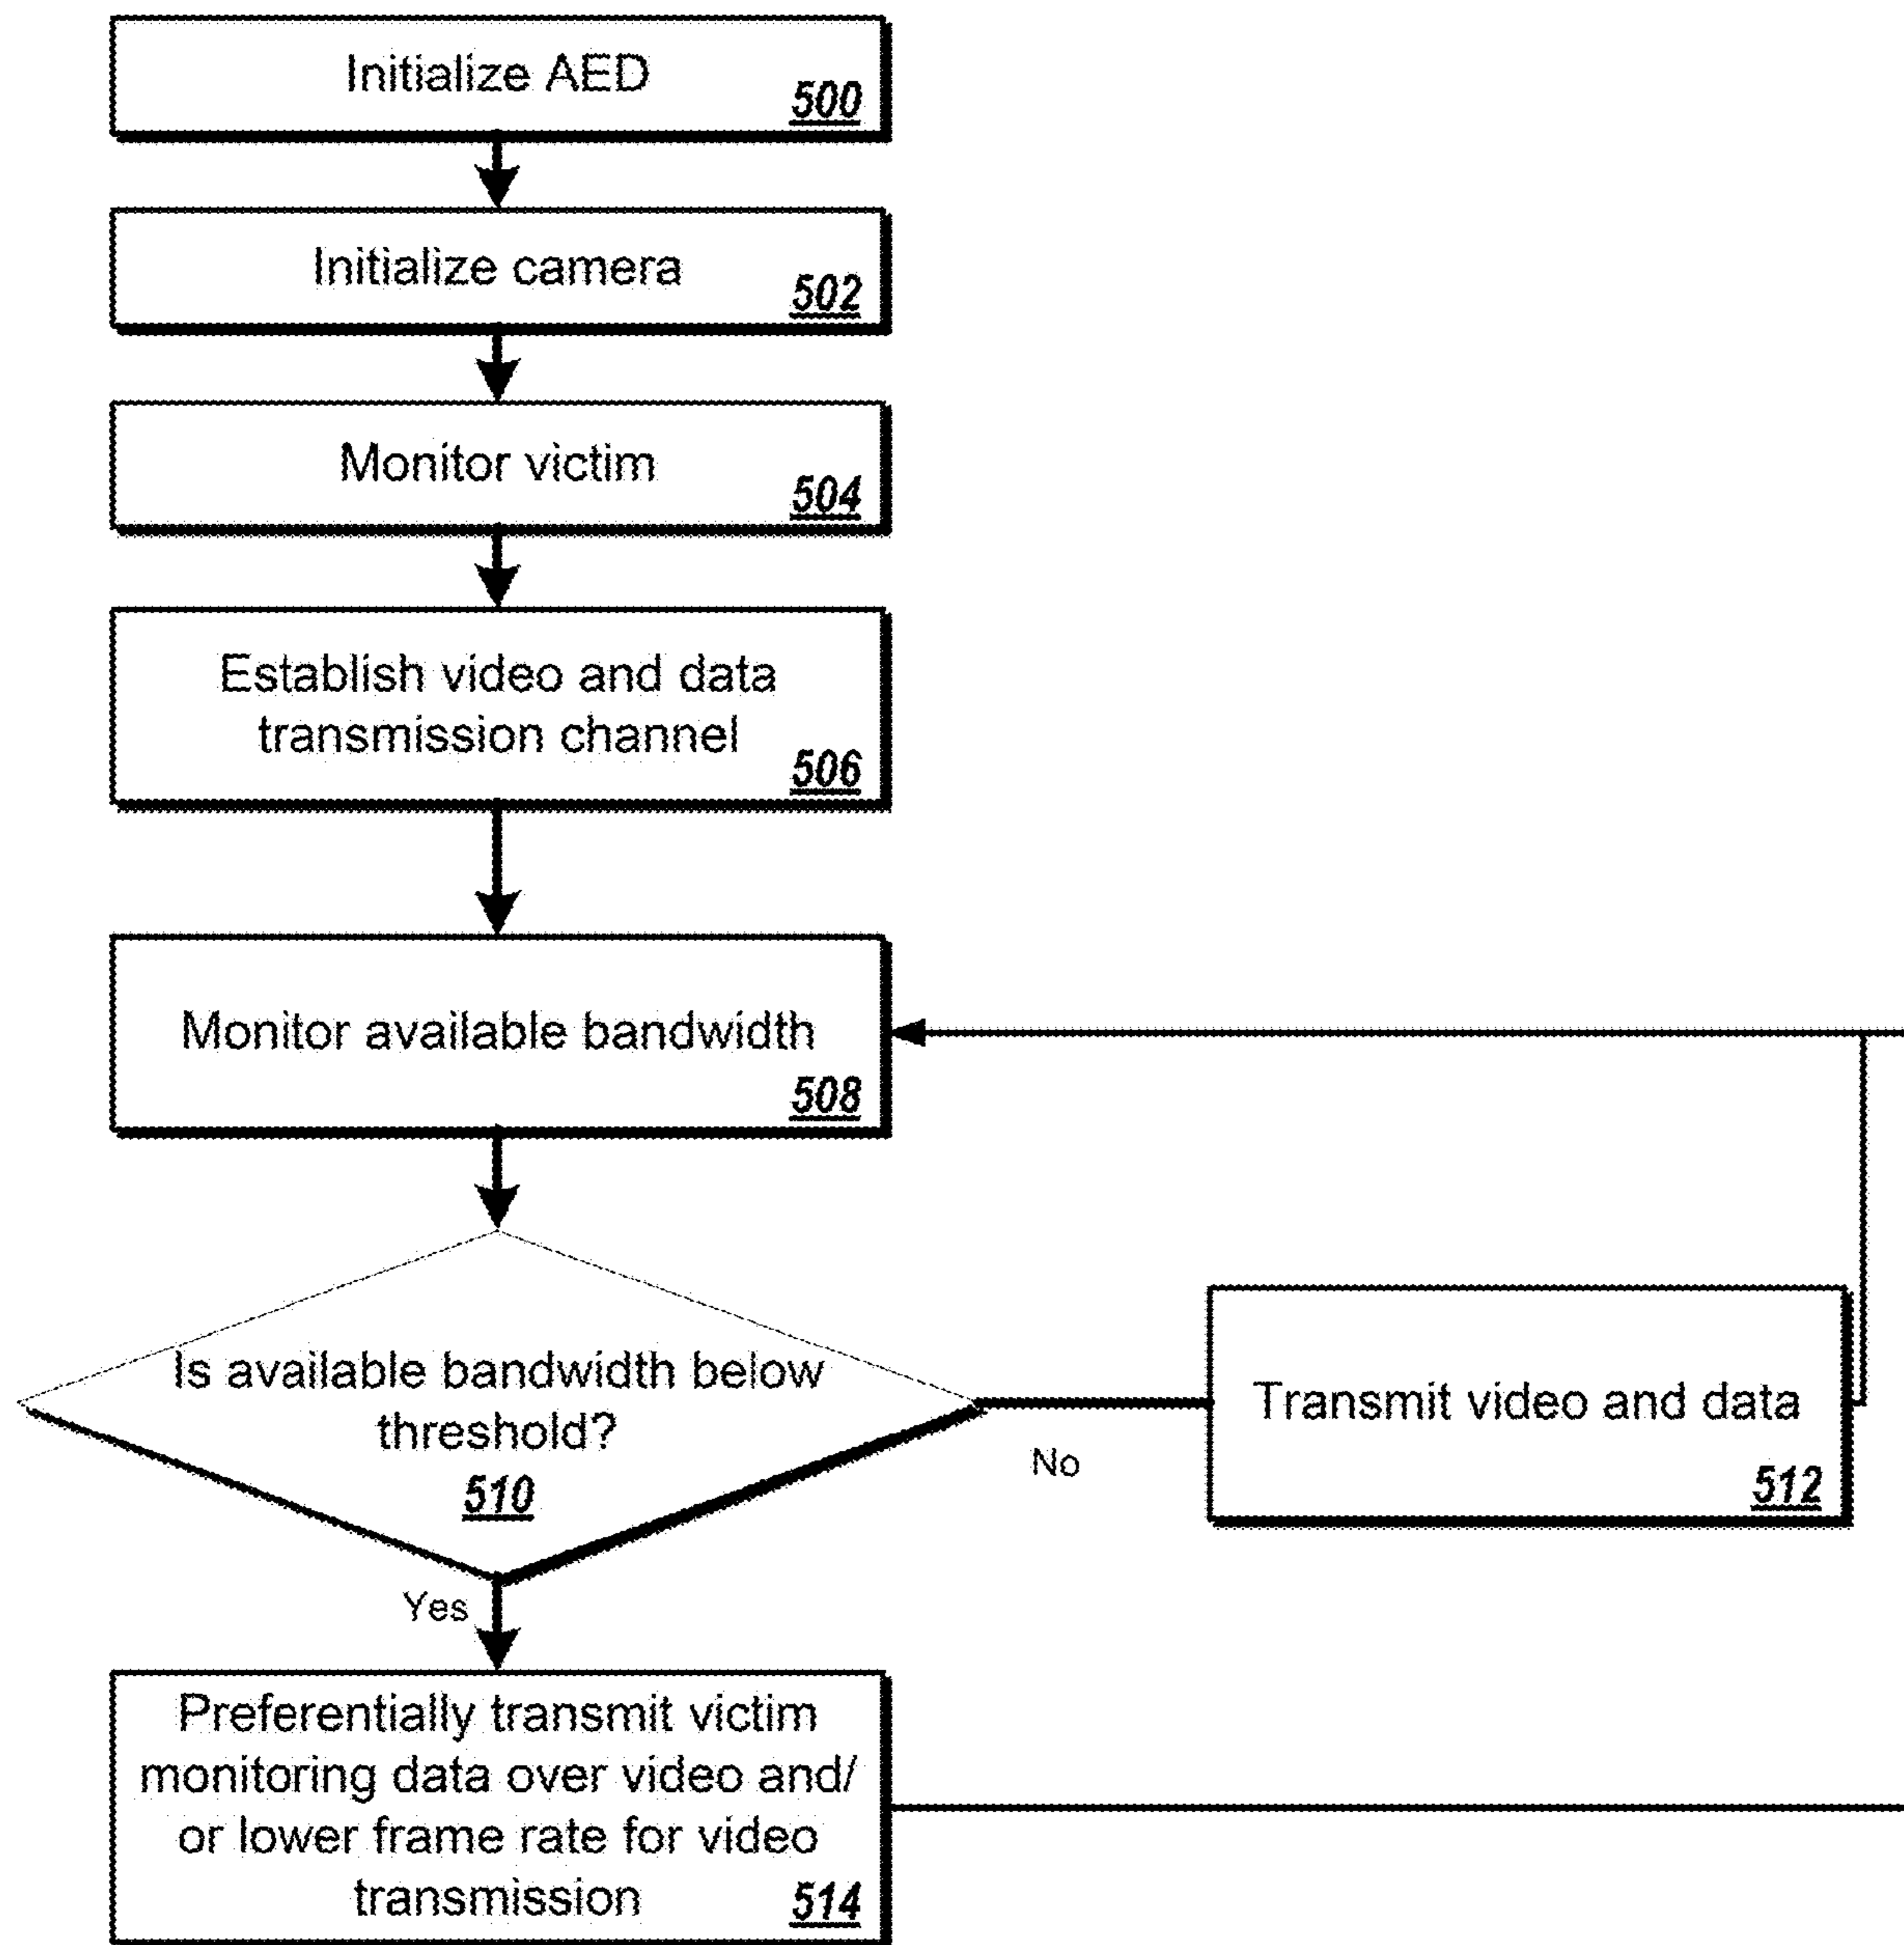 Initialize AED
500
Initialize camera
502
Monitor victim
504
Establish video and data
transmission channel
506
Monitor available bandwidth
508
Is available bandwidth below
threshold?
510
No
Transmit video and data
512
Yes
Preferentially transmit victim
monitoring data over video and/
or lower frame rate for video
transmission
514